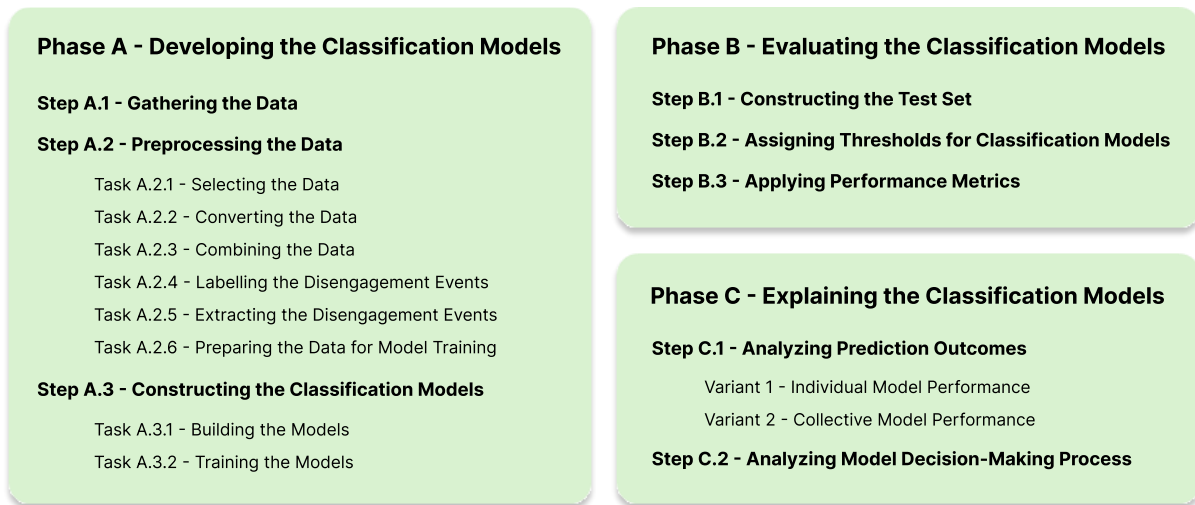 Phase A - Developing the Classification Models
Step A.1 - Gathering the Data
Step A.2 - Preprocessing the Data
Task A.2.1 - Selecting the Data
Task A.2.2 - Converting the Data
Task A.2.3 - Combining the Data
Task A.2.4 - Labelling the Disengagement Events
Task A.2.5 - Extracting the Disengagement Events
Task A.2.6 - Preparing the Data for Model Training
Step A.3 - Constructing the Classification Models
Task A.3.1 - Building the Models
Task A.3.2 - Training the Models
Phase B - Evaluating the Classification Models
Step B.1 - Constructing the Test Set
Step B.2 - Assigning Thresholds for Classification Models
Step B.3 - Applying Performance Metrics
Phase C - Explaining the Classification Models
Step C.1 - Analyzing Prediction Outcomes
Variant 1 - Individual Model Performance
Variant 2 - Collective Model Performance
Step C.2 - Analyzing Model Decision-Making Process